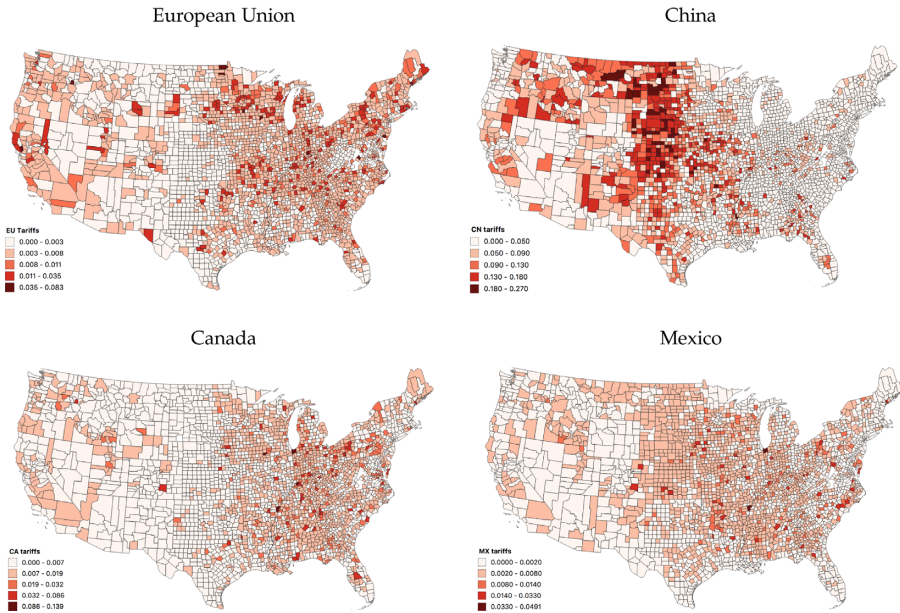 European Union
China
EU Tariffs
0.000 - 0.003
0.003 - 0.008
0.008 - 0.011
0.011 - 0.035
0.035 - 0.083
CN tariffs
0.000 - 0.050
0.050 - 0.090
0.090 - 0.130
0.130 - 0.180
0.180 - 0.270
Canada
Mexico
CA tariffs
0.000 - 0.007
0.007 - 0.019
0.019 - 0.032
0.032 - 0.086
0.086 - 0.139
MX tariffs
0.0000 - 0.0020
0.0020 - 0.0080
0.0080 - 0.0140
0.0140 - 0.0330
0.0330 - 0.0491